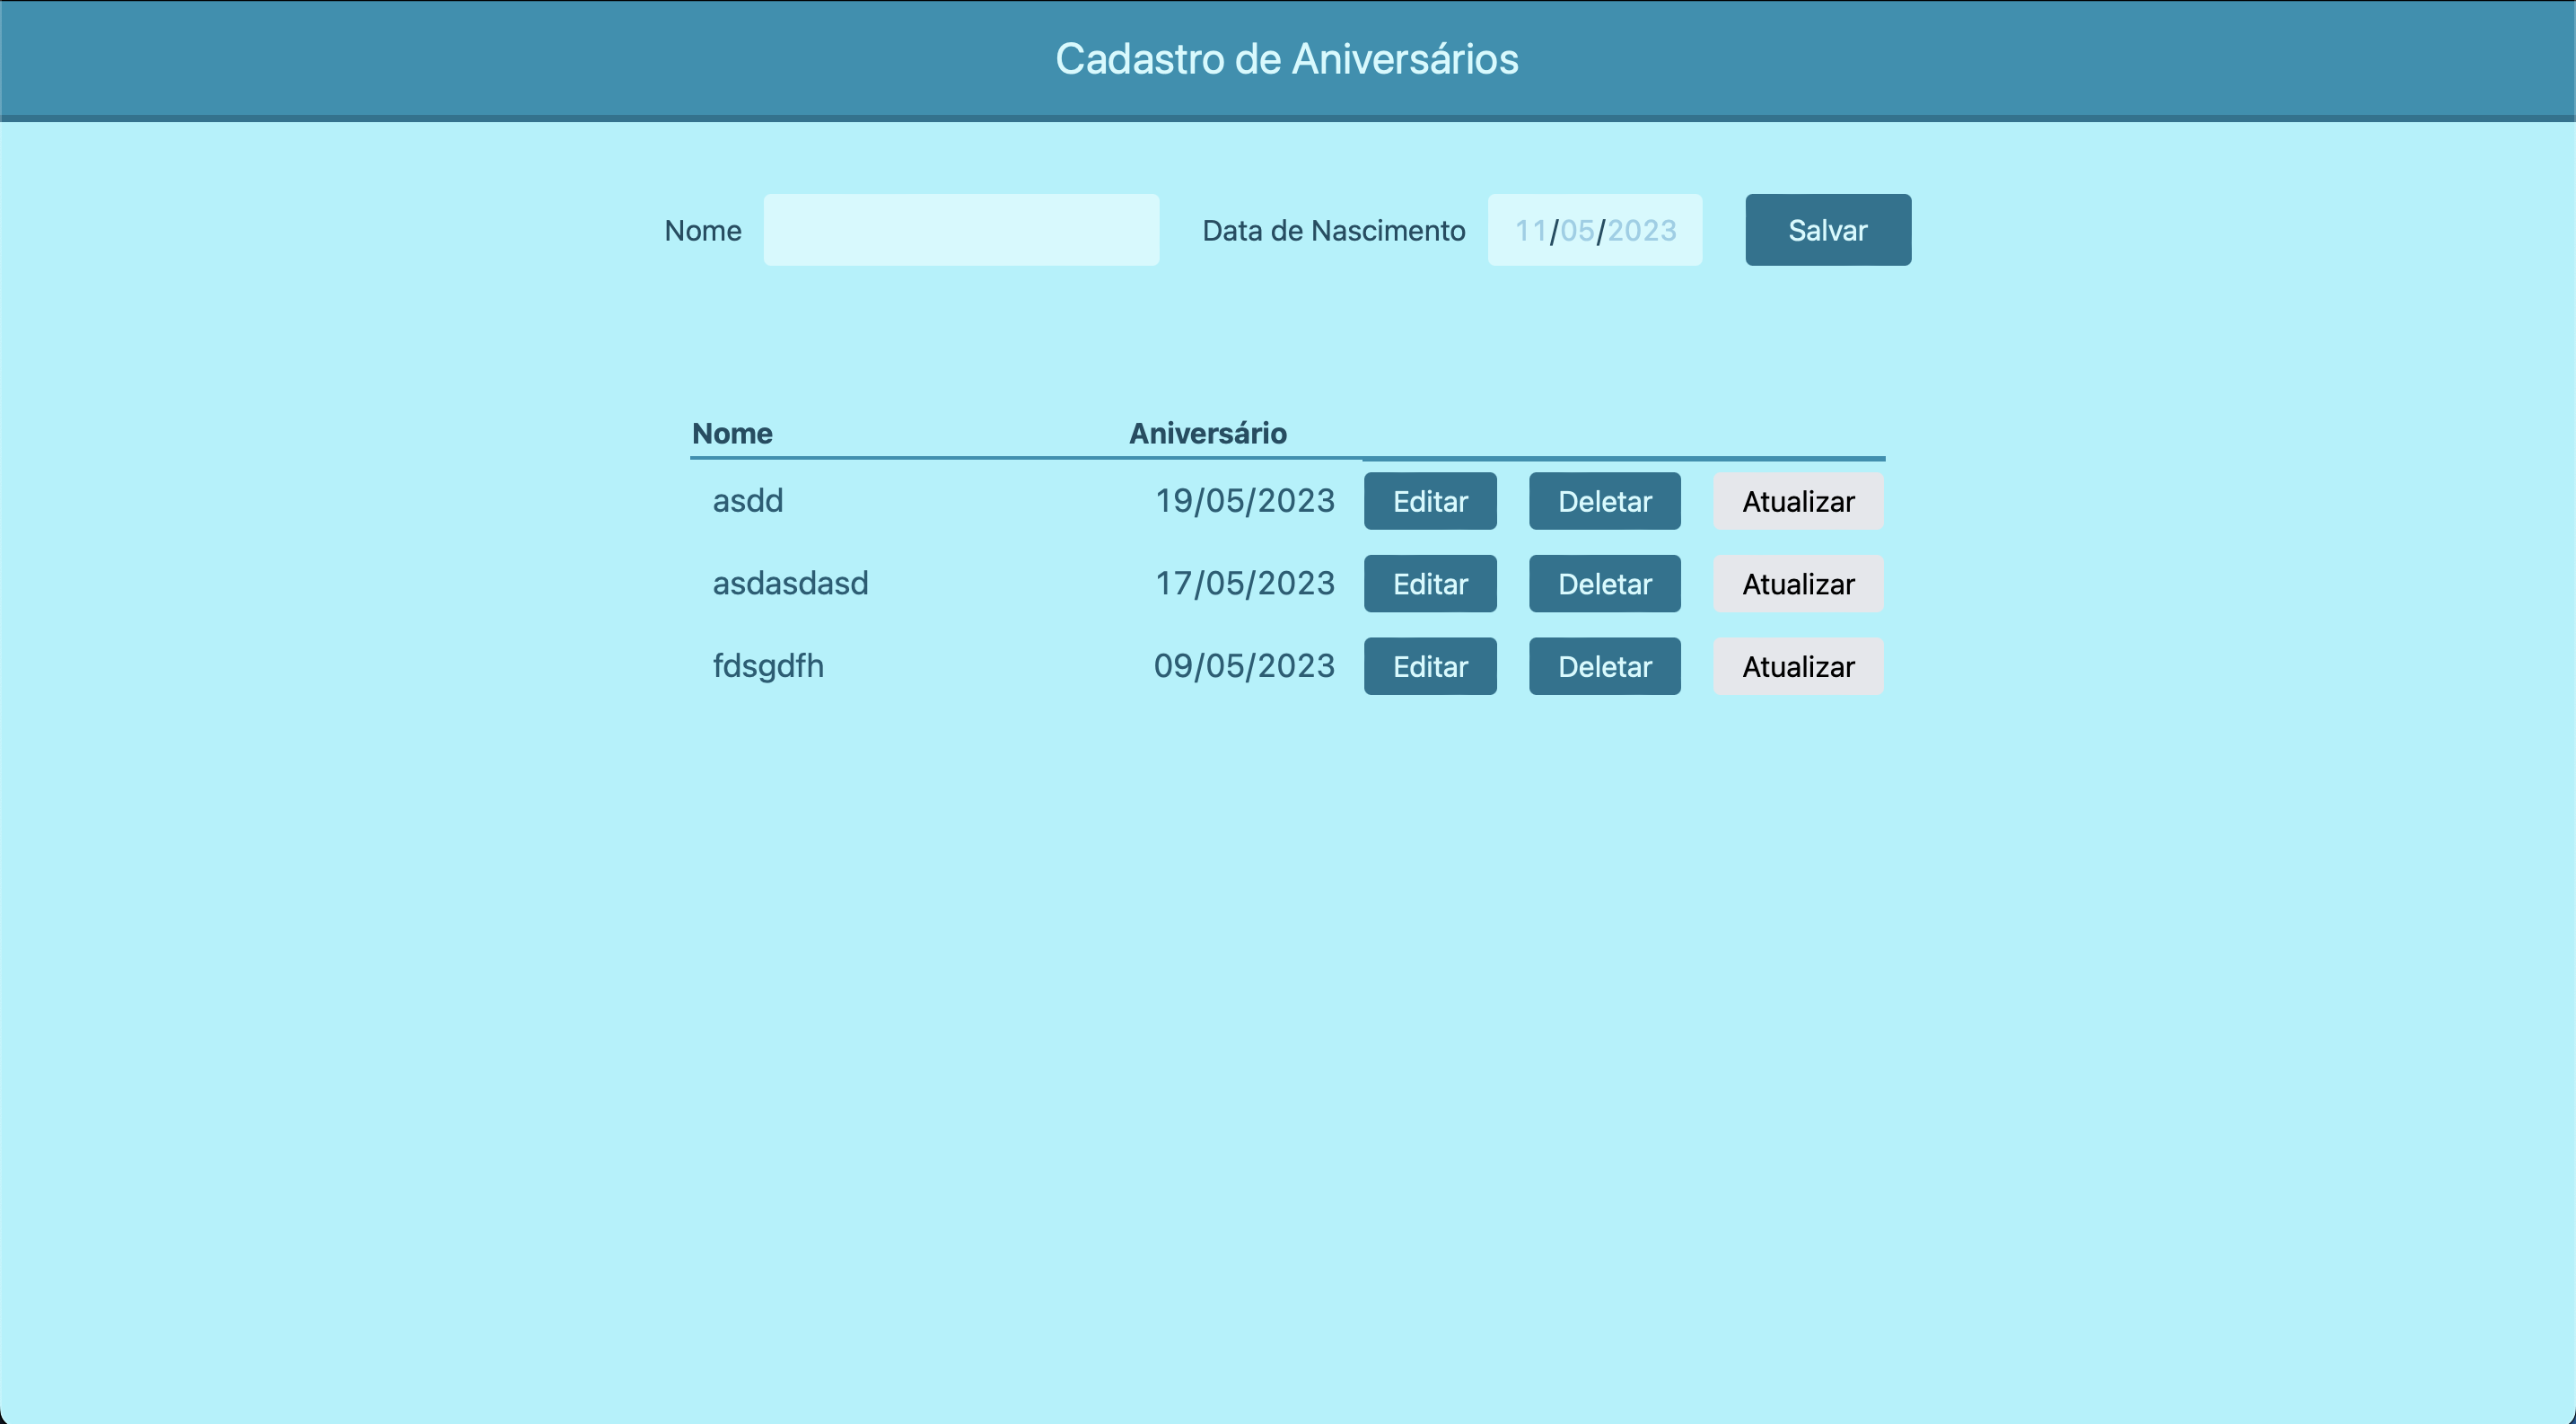 Cadastro de Aniversários
Nome Data de Nascimento 11/05/2023 Salvar
Nome Aniversário
asdd 19/05/2023 Editar Deletar Atualizar
asdasdasd 17/05/2023 Editar Deletar Atualizar
fdsgdfh 09/05/2023 Editar Deletar Atualizar